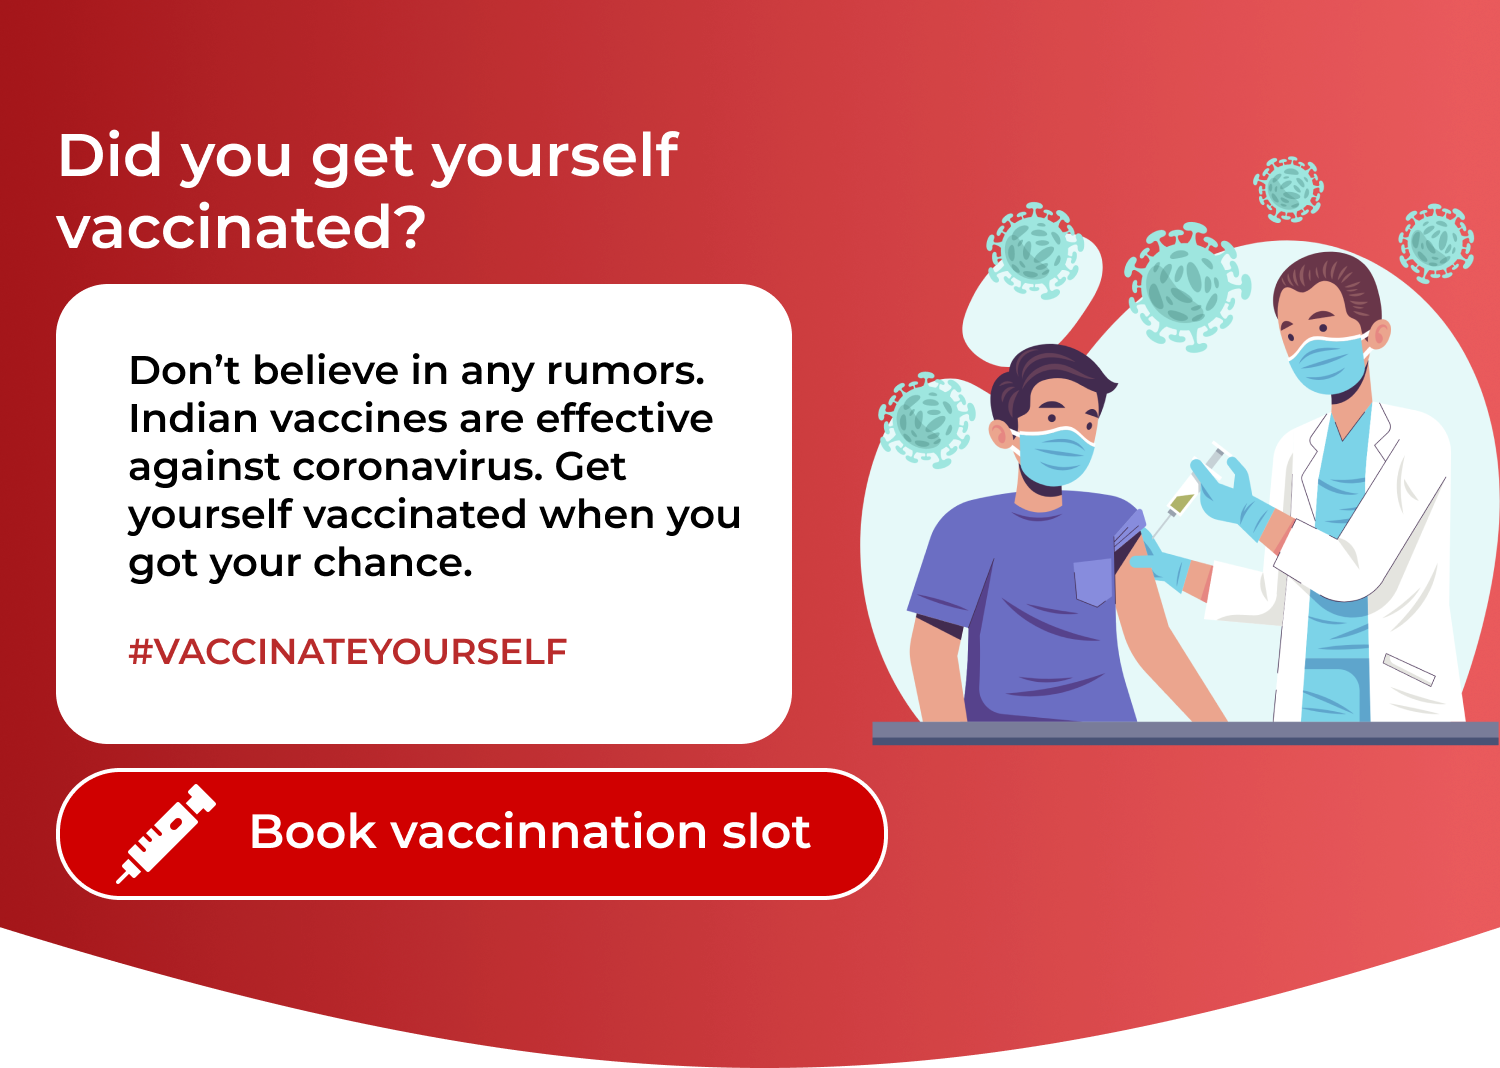 Did you get yourself
vaccinated?
Don’t believe in any rumors.
Indian vaccines are effective
against coronavirus. Get
yourself vaccinated when you
got your chance.
#VACCINATEYOURSELF
Book vaccinnation slot